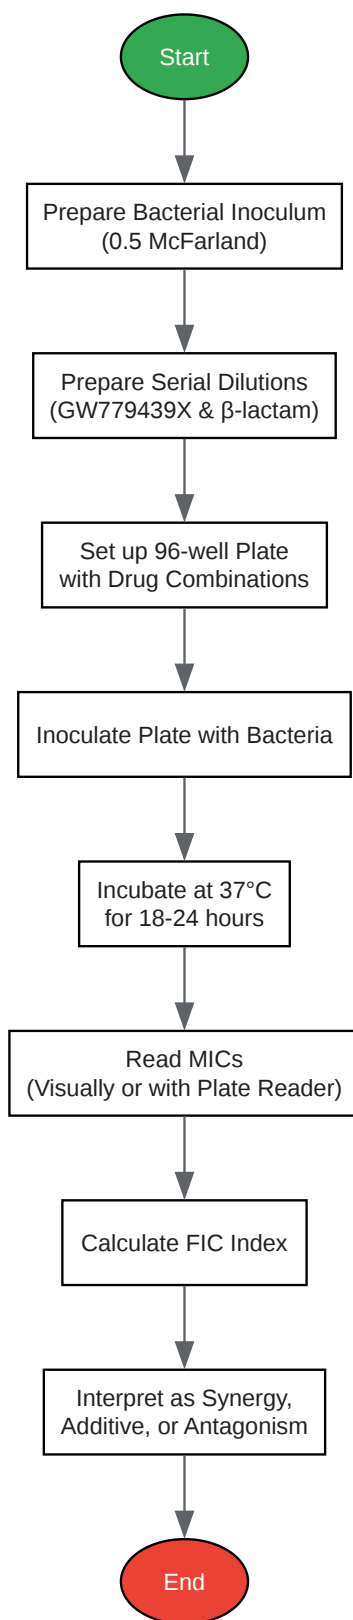 Start
Prepare Bacterial Inoculum
(0.5 McFarland)
Prepare Serial Dilutions
(GW779439X & β-lactam)
Set up 96-well Plate
with Drug Combinations
Inoculate Plate with Bacteria
Incubate at 37°C
for 18-24 hours
Read MICs
(Visually or with Plate Reader)
Calculate FIC Index
Interpret as Synergy,
Additive, or Antagonism
End